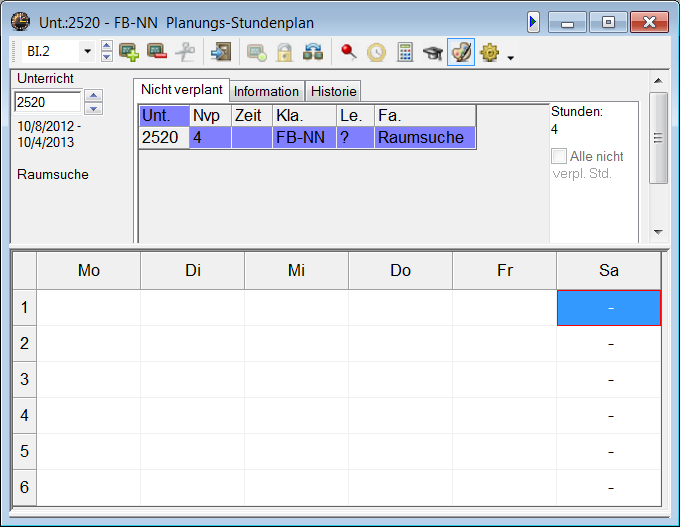 Unt.:2520 - FB-NN Planungs-Stundenplan
BI.2
Unterricht
2520
10/8/2012 -
10/4/2013
Raumsuche
Nicht verplant Information Historie
Unt. Nvp Zeit Kla. Le. Fa.
2520 4 FB-NN ? Raumsuche
Stunden:
4
Alle nicht
verpl. Std.
Mo Di Mi Do Fr Sa
1 -
2 -
3 -
4 -
5 -
6 -